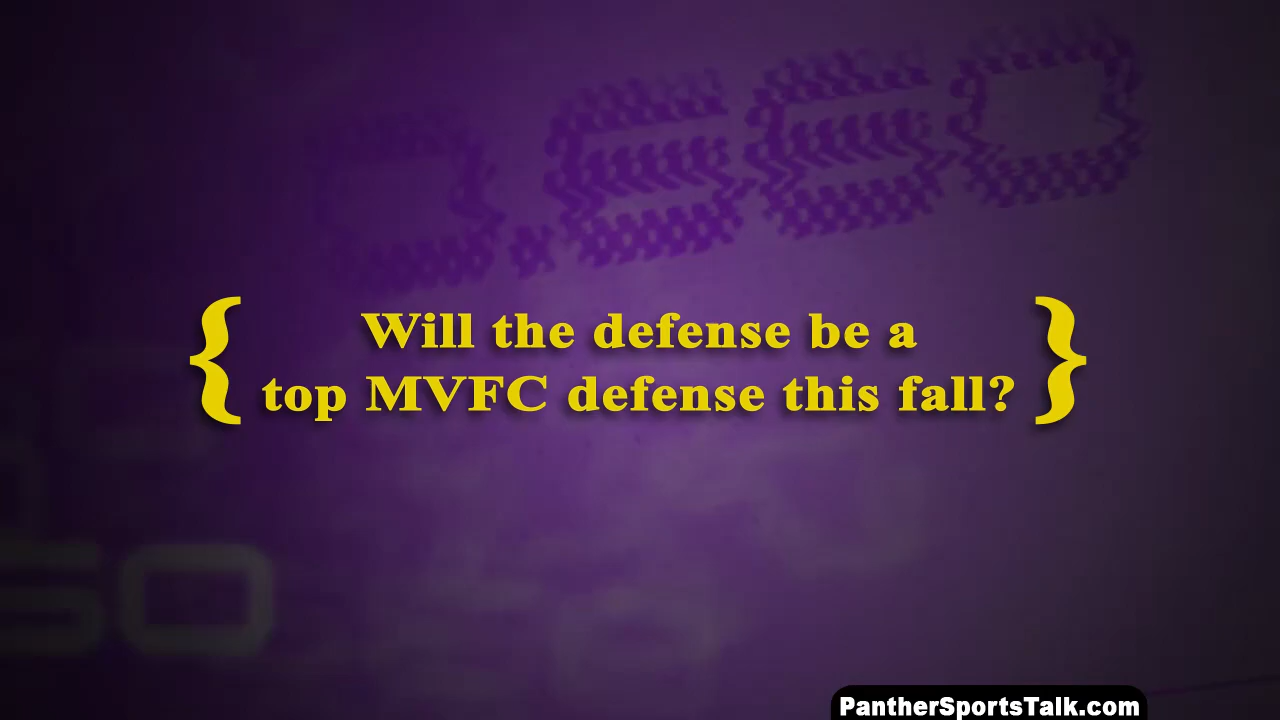 { Will the defense be a
top MVFC defense this fall? }
PantherSportsTalk.com